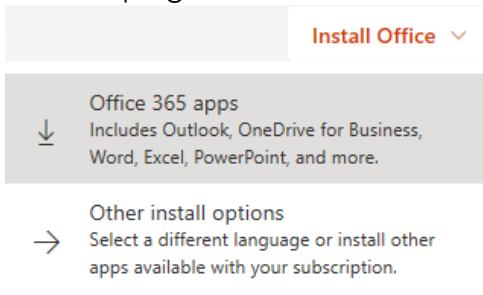 Install Office
Office 365 apps
Includes Outlook, OneDrive for Business,
Word, Excel, PowerPoint, and more.
Other install options
Select a different language or install other
apps available with your subscription.